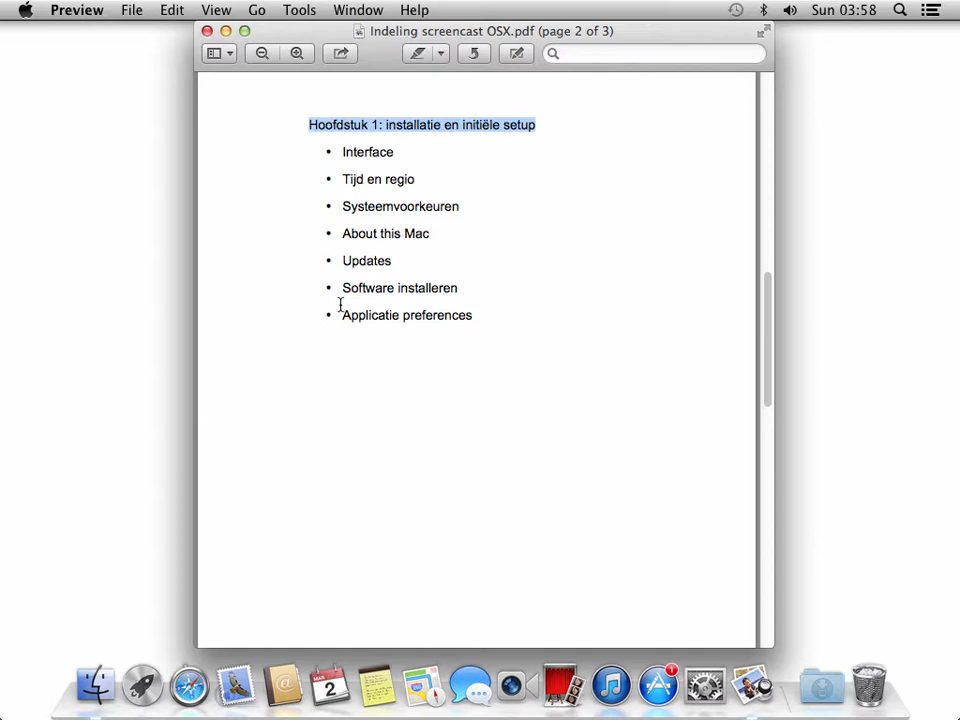 Preview File Edit View Go Tools Window Help Sun 03:58
Indeling screencast OSX.pdf (page 2 of 3)
Hoofdstuk 1: installatie en initiële setup
• Interface
• Tijd en regio
• Systeemvoorkeuren
• About this Mac
• Updates
• Software installeren
• Applicatie preferences
2
1